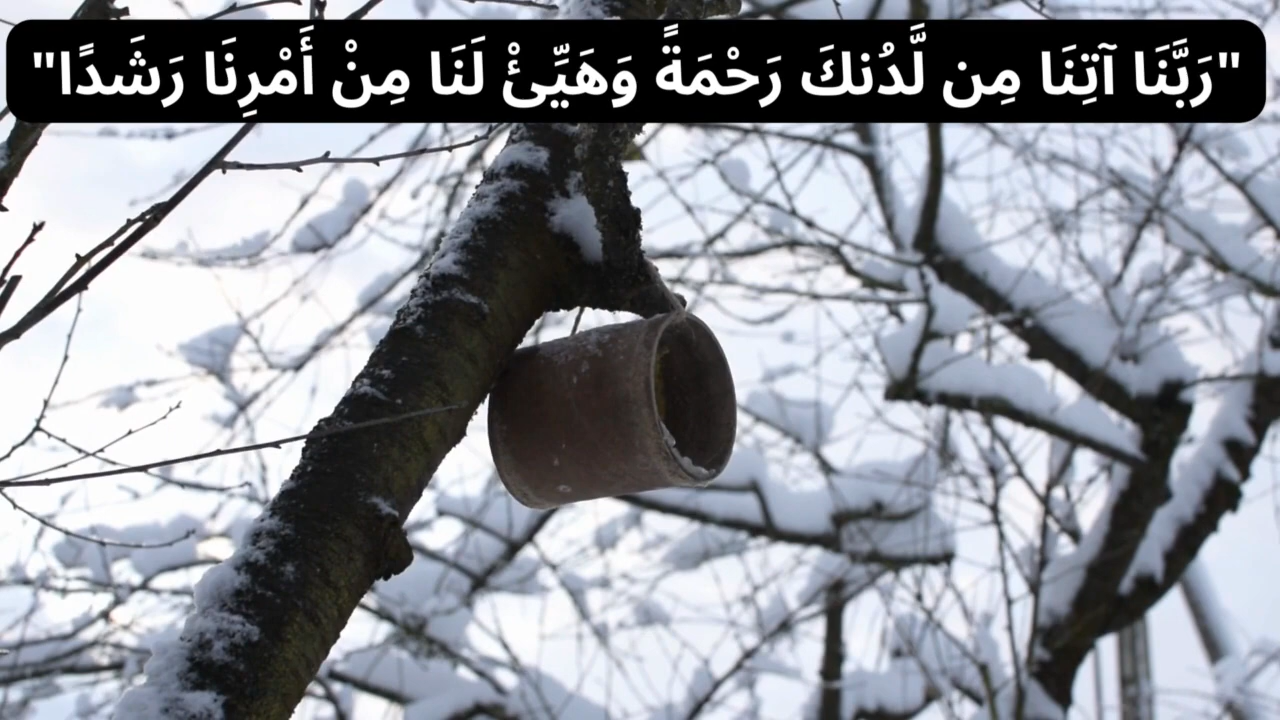 "رَبَّنَا آتِنَا مِن لَّدُنكَ رَحْمَةً وَهَيِّئْ لَنَا مِنْ أَمْرِنَا رَشَدًا"